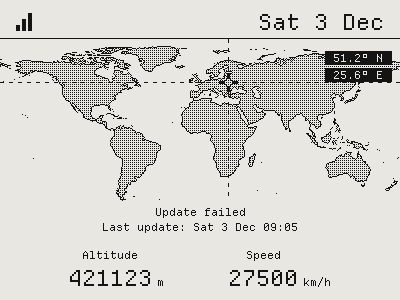 Sat 3 Dec
51.2° N
25.6° E
Update failed
Last update: Sat 3 Dec 09:05
Altitude Speed
421123 m 27500 km/h